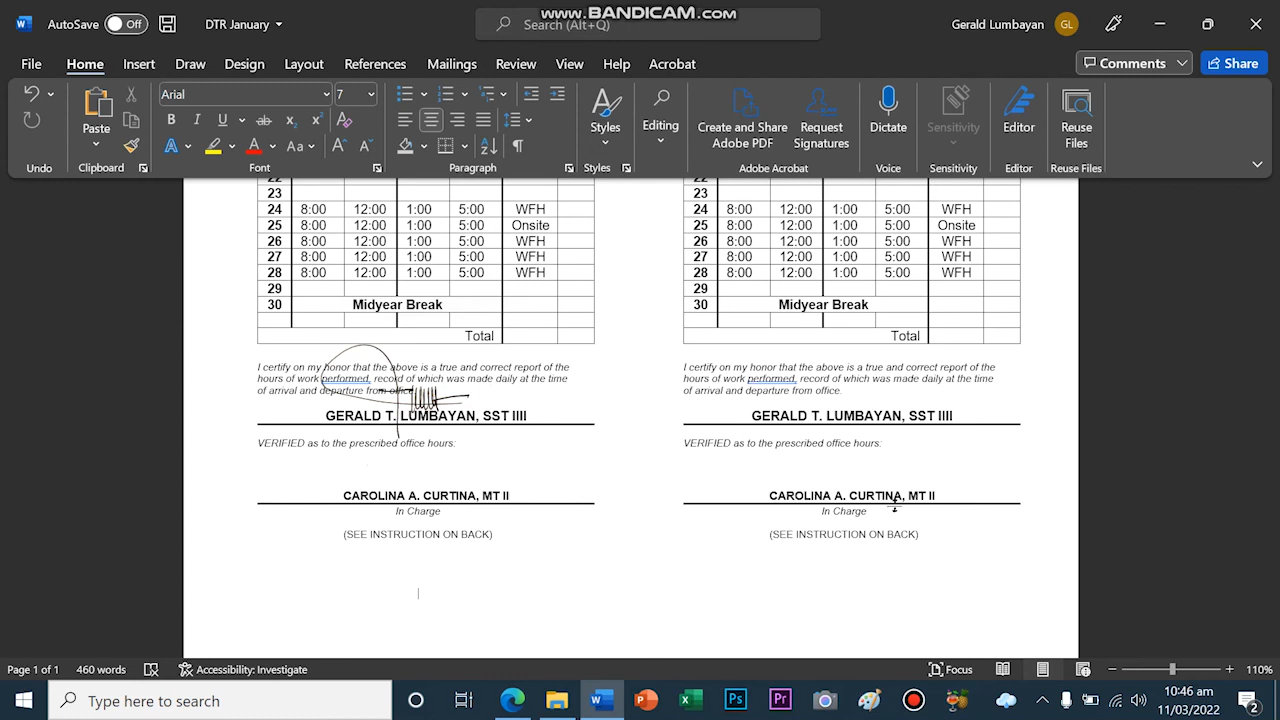 www.BANDICAM.com
AutoSave Off DTR January Search (Alt+Q) Gerald Lumbayan GL
File Home Insert Draw Design Layout References Mailings Review View Help Acrobat Comments Share
Arial 7
Paste Styles Editing Create and Share Adobe PDF Request Signatures Dictate Sensitivity Editor Reuse Files
Undo Clipboard Font Paragraph Styles Adobe Acrobat Voice Sensitivity Editor Reuse Files
22 22
23 23
24 8:00 12:00 1:00 5:00 WFH 24 8:00 12:00 1:00 5:00 WFH
25 8:00 12:00 1:00 5:00 Onsite 25 8:00 12:00 1:00 5:00 Onsite
26 8:00 12:00 1:00 5:00 WFH 26 8:00 12:00 1:00 5:00 WFH
27 8:00 12:00 1:00 5:00 WFH 27 8:00 12:00 1:00 5:00 WFH
28 8:00 12:00 1:00 5:00 WFH 28 8:00 12:00 1:00 5:00 WFH
29 29
30 Midyear Break 30 Midyear Break
Total Total
I certify on my honor that the above is a true and correct report of the
hours of work performed, record of which was made daily at the time
of arrival and departure from office.
GERALD T. LUMBAYAN, SST IIII
VERIFIED as to the prescribed office hours:
CAROLINA A. CURTINA, MT II
In Charge
(SEE INSTRUCTION ON BACK)
I certify on my honor that the above is a true and correct report of the
hours of work performed, record of which was made daily at the time
of arrival and departure from office.
GERALD T. LUMBAYAN, SST IIII
VERIFIED as to the prescribed office hours:
CAROLINA A. CURTINA, MT II
In Charge
(SEE INSTRUCTION ON BACK)
Page 1 of 1 460 words Accessibility: Investigate Focus 110%
Type here to search 10:46 am
11/03/2022 2